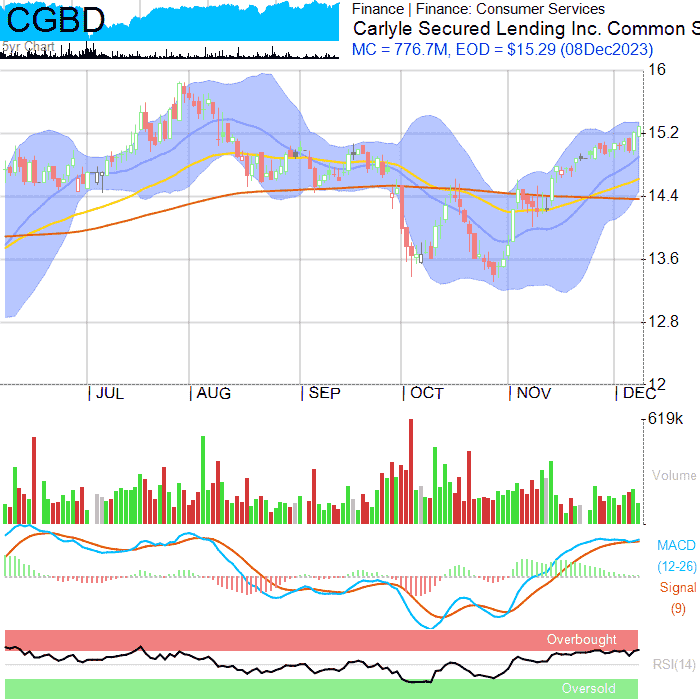 CGBD
5yr Chart
Finance | Finance: Consumer Services
Carlyle Secured Lending Inc. Common S
MC = 776.7M, EOD = $15.29 (08Dec2023)
16
15.2
14.4
13.6
12.8
12
JUL AUG SEP OCT NOV DEC
619k
Volume
MACD
(12-26)
Signal
(9)
Overbought
RSI(14)
Oversold